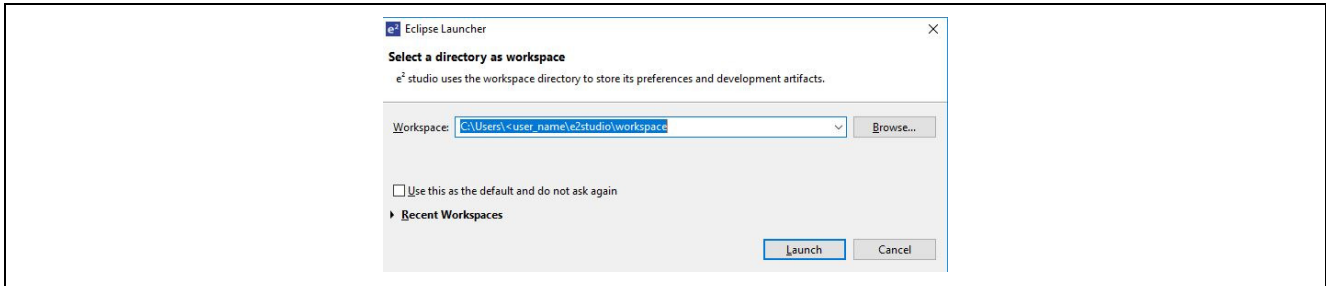 e² Eclipse Launcher
Select a directory as workspace
e² studio uses the workspace directory to store its preferences and development artifacts.
Workspace: C:\Users\<user_name\e2studio\workspace Browse...
Use this as the default and do not ask again
Recent Workspaces
Launch Cancel